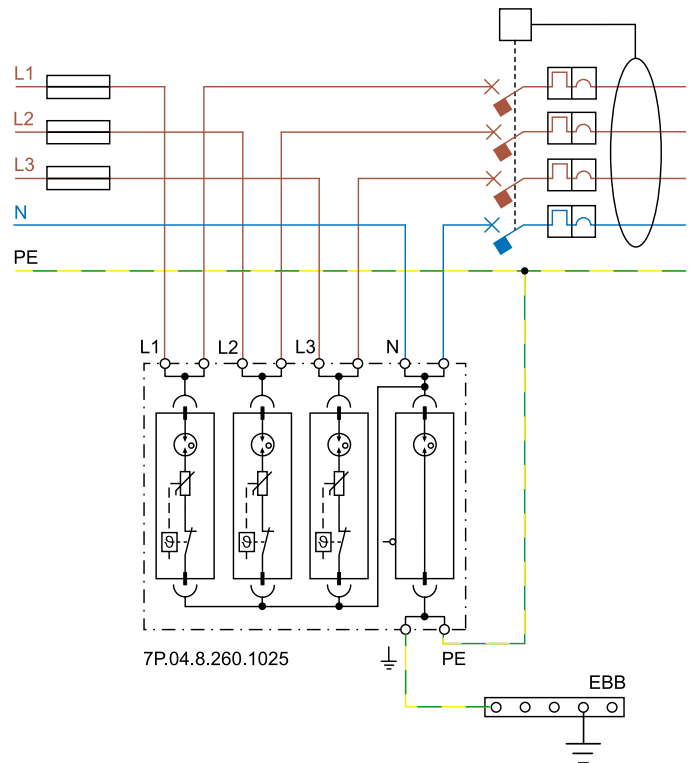 L1
L2
L3
N
PE
L1 L2 L3 N
ϑ ϑ ϑ
7P.04.8.260.1025 PE
EBB